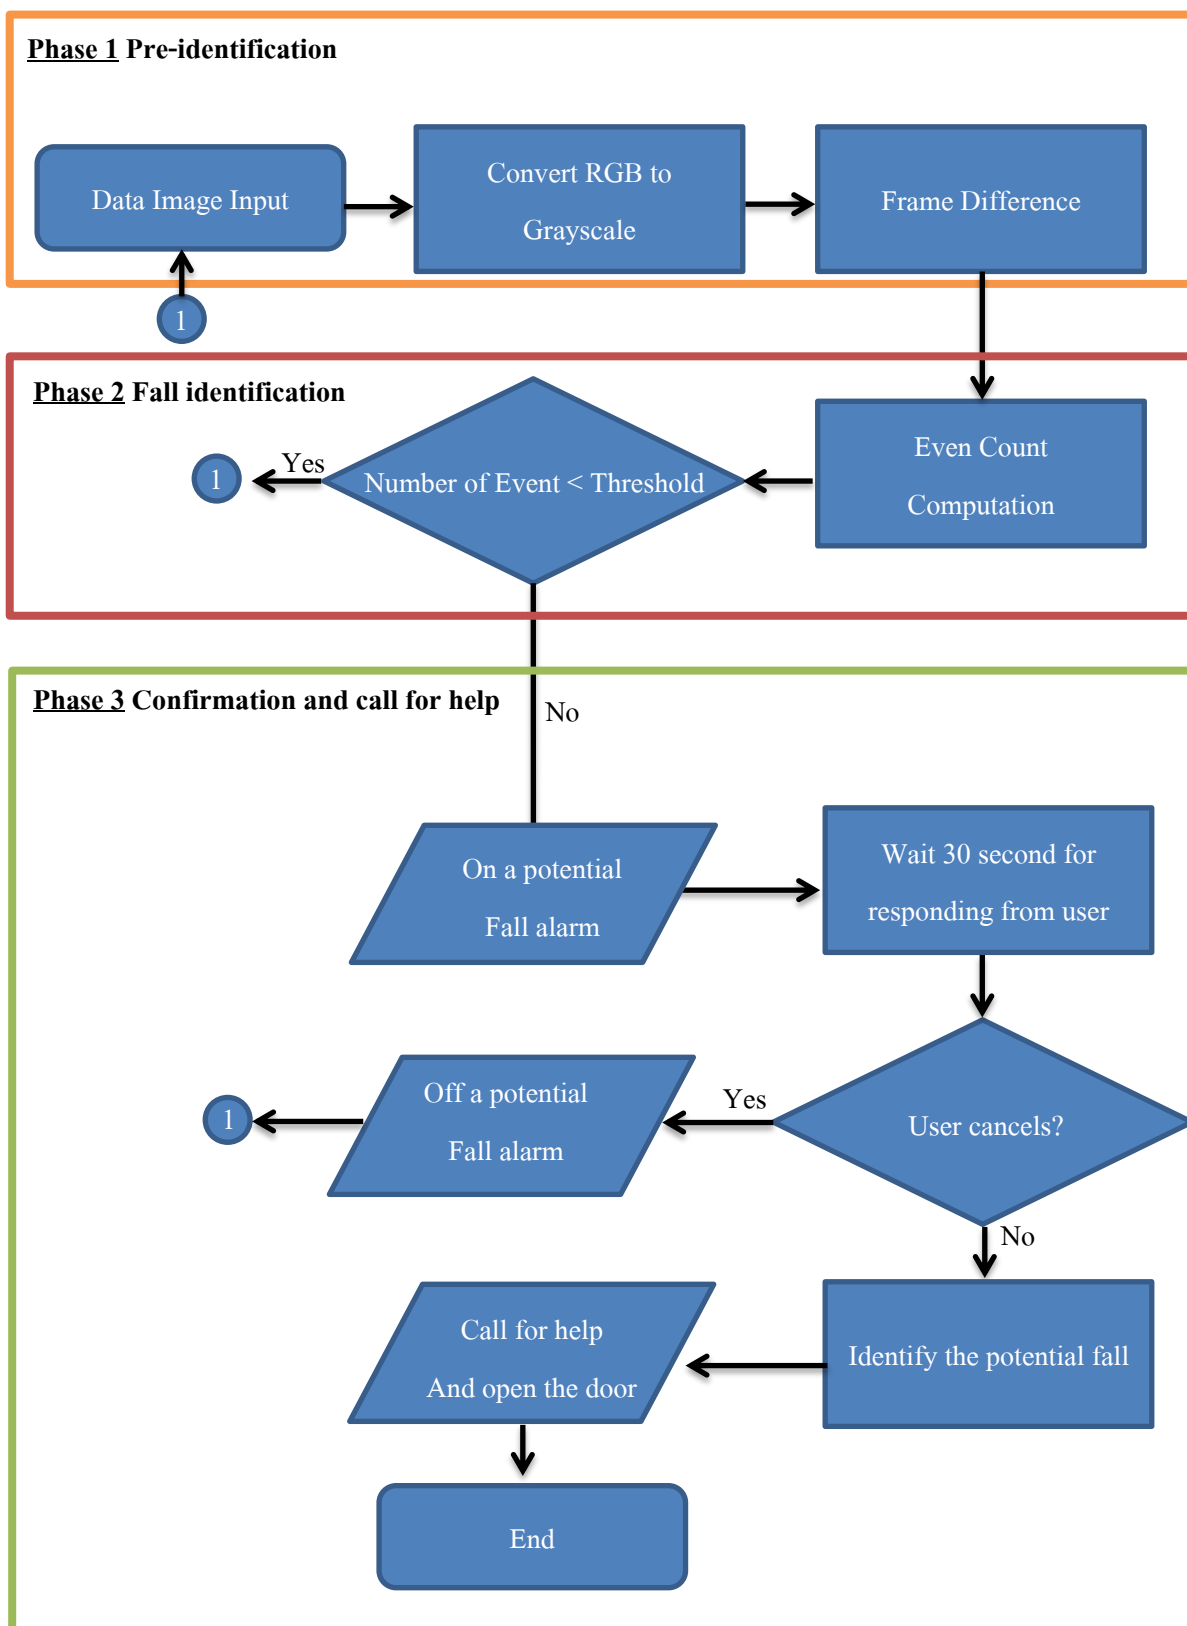 Phase 1 Pre-identification
Data Image Input
Convert RGB to
Grayscale
Frame Difference
1
Phase 2 Fall identification
Even Count
Computation
Number of Event < Threshold
Yes
1
Phase 3 Confirmation and call for help
No
On a potential
Fall alarm
Wait 30 second for
responding from user
User cancels?
Yes
Off a potential
Fall alarm
1
No
Identify the potential fall
Call for help
And open the door
End